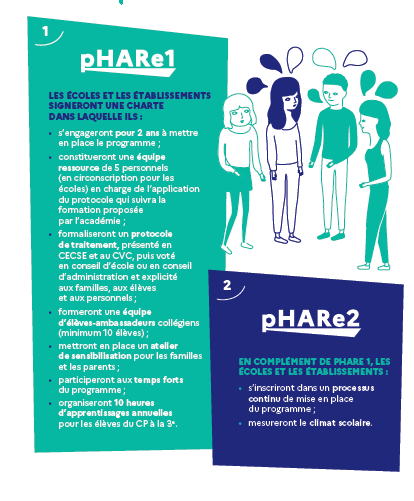 1
pHARe1
LES ÉCOLES ET LES ÉTABLISSEMENTS
SIGNERONT UNE CHARTE
DANS LAQUELLE ILS :
• s'engageront pour 2 ans à mettre
en place le programme ;
• constitueront une équipe
ressource de 5 personnels
(en circonscription pour les
écoles) en charge de l'application
du protocole qui suivra la
formation proposée
par l'académie ;
• formaliseront un protocole
de traitement, présenté en
CECSE et au CVC, puis voté
en conseil d'école ou en conseil
d'administration et explicité
aux familles, aux élèves
et aux personnels ;
• formeront une équipe
d'élèves-ambassadeurs collégiens
(minimum 10 élèves) ;
• mettront en place un atelier
de sensibilisation pour les familles
et les parents ;
• participeront aux temps forts
du programme ;
• organiseront 10 heures
d'apprentissages annuelles
pour les élèves du CP à la 3e.
2
pHARe2
EN COMPLÉMENT DE PHARE 1, LES
ÉCOLES ET LES ÉTABLISSEMENTS :
• s'inscriront dans un processus
continu de mise en place
du programme ;
• mesureront le climat scolaire.